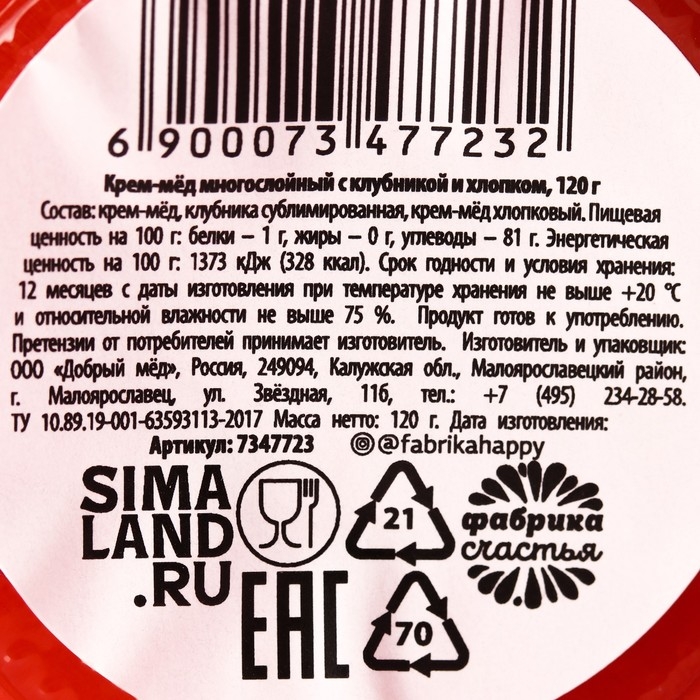 6 900073 477232
Крем-мёд многослойный с клубникой и хлопком, 120 г
Состав: крем-мёд, клубника сублимированная, крем-мёд хлопковый. Пищевая
ценность на 100 г: белки – 1 г, жиры – 0 г, углеводы – 81 г. Энергетическая
ценность на 100 г: 1373 кДж (328 ккал). Срок годности и условия хранения:
12 месяцев с даты изготовления при температуре хранения не выше +20 °С
и относительной влажности не выше 75 %. Продукт готов к употреблению.
Претензии от потребителей принимает изготовитель. Изготовитель и упаковщик:
ООО «Добрый мёд», Россия, 249094, Калужская обл., Малоярославецкий район,
г. Малоярославец, ул. Звёздная, 11б, тел.: +7 (495) 234-28-58.
ТУ 10.89.19-001-63593113-2017 Масса нетто: 120 г. Дата изготовления:
Артикул: 7347723 @fabrikahappy
SIMA
LAND
.RU
21
фабрика
счастья
EAC
70